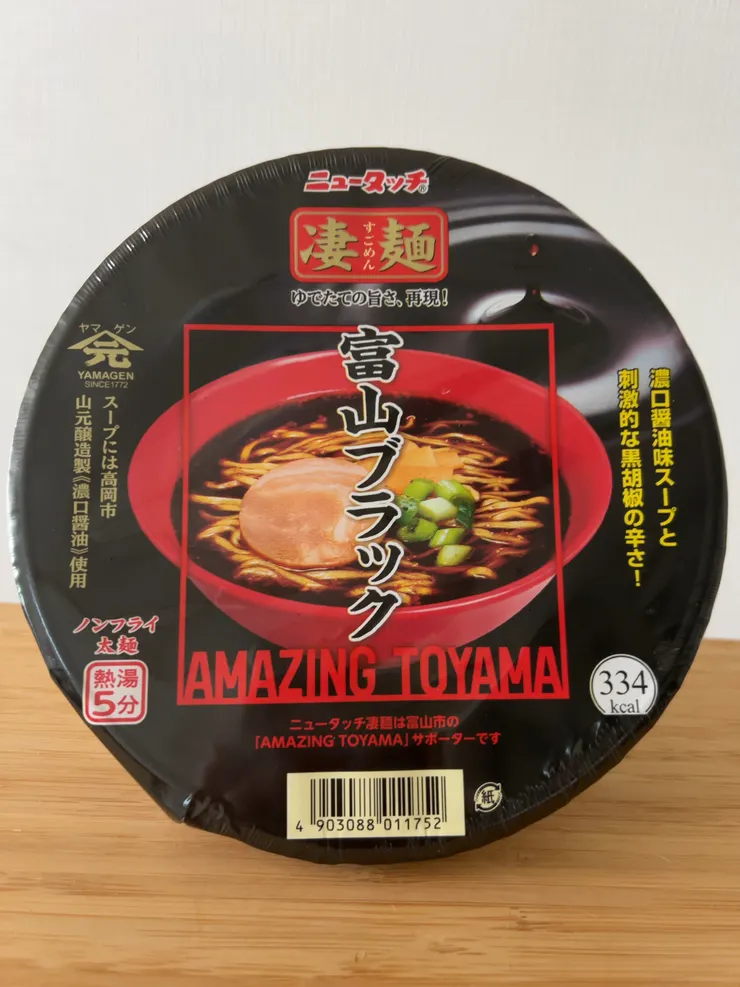 ニュータッチ®
凄麺
すごめん
ゆでたての旨さ、再現!
富山ブラック
濃口醤油味スープと
刺激的な黒胡椒の辛さ!
ヤマゲン
元
YAMAGEN
SINCE1772
スープには高岡市
山元醸造製《濃口醤油》使用
ノンフライ
太麺
熱湯
5分
AMAZING TOYAMA
334
kcal
ニュータッチ凄麺は富山市の
「AMAZING TOYAMA」サポーターです
4 903088 011752
紙